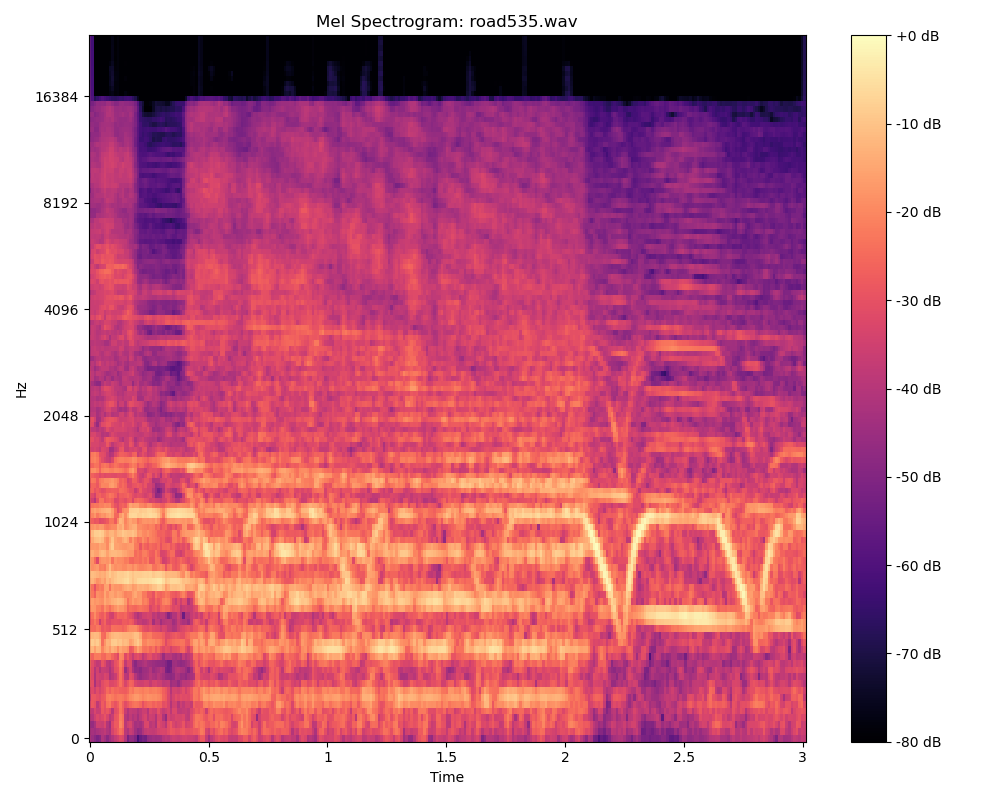 Mel Spectrogram: road535.wav
+0 dB
16384
-10 dB
8192
-20 dB
4096
-30 dB
Hz
-40 dB
2048
-50 dB
1024
-60 dB
512
-70 dB
0
-80 dB
0 0.5 1 1.5 2 2.5 3
Time